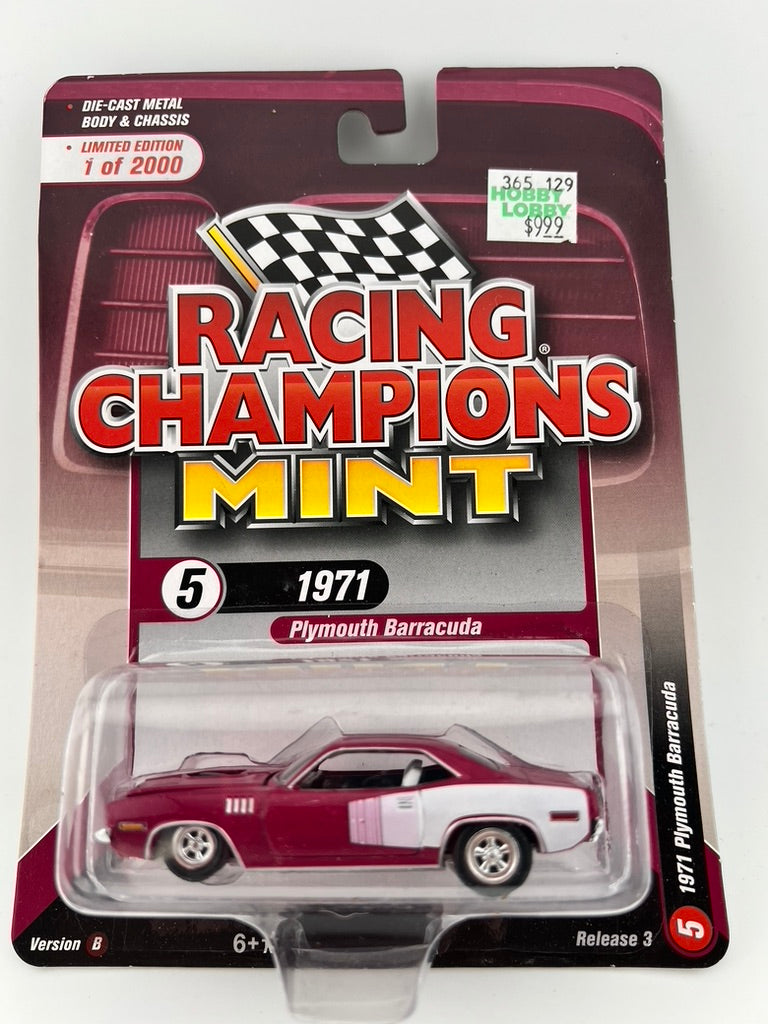 • DIE-CAST METAL
BODY & CHASSIS
• LIMITED EDITION
1 of 2000
365 129
HOBBY
LOBBY
$9.99
RACING
CHAMPIONS®
MINT
5 1971
Plymouth Barracuda
1971 Plymouth Barracuda
5
Version B
6+
Release 3